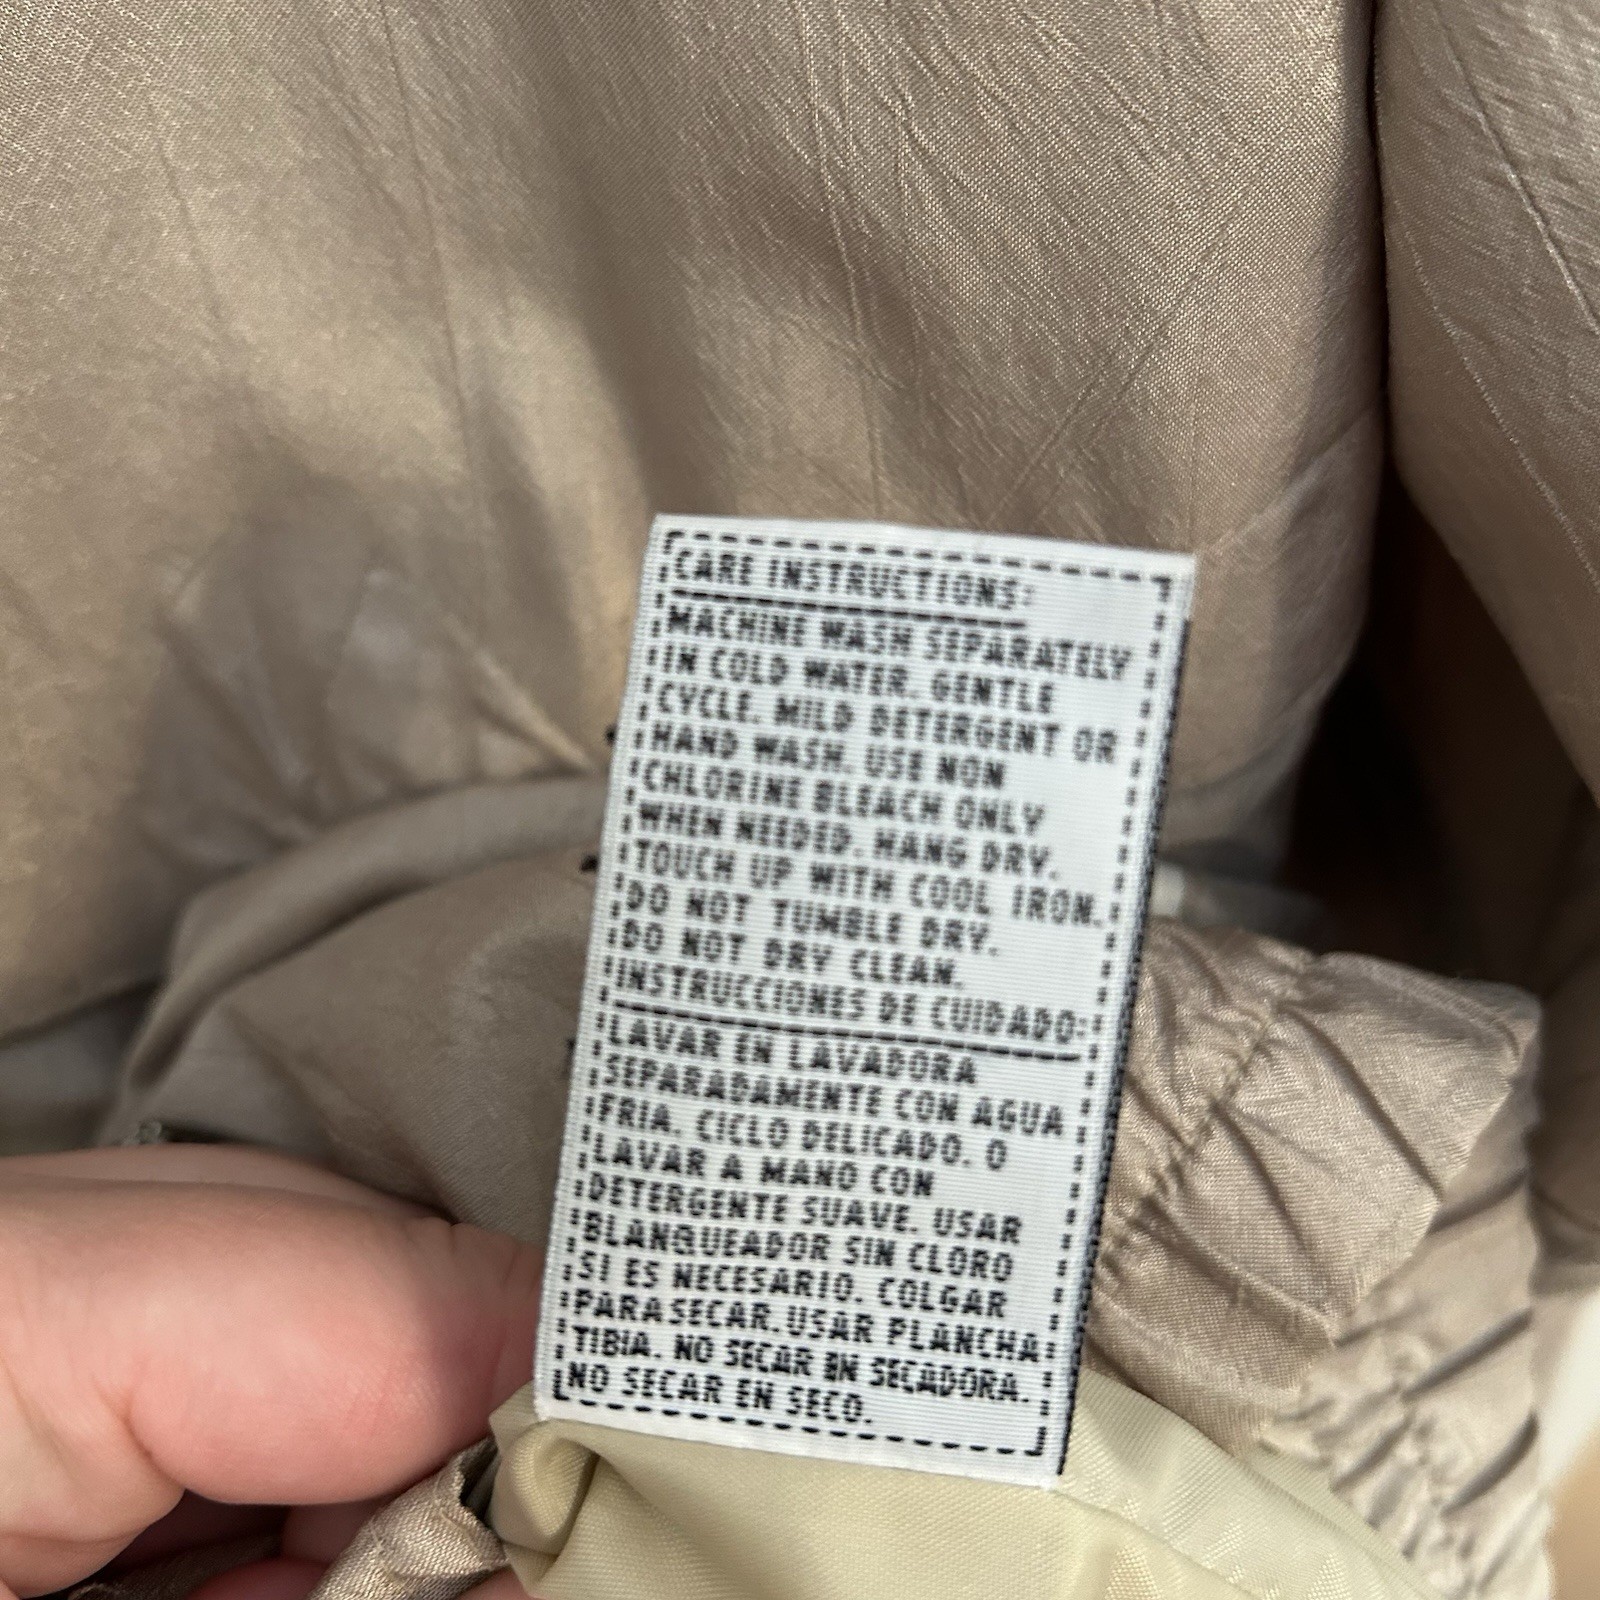 CARE INSTRUCTIONS:
MACHINE WASH SEPARATELY
IN COLD WATER. GENTLE
CYCLE. MILD DETERGENT OR
HAND WASH. USE NON
CHLORINE BLEACH ONLY
WHEN NEEDED. HANG DRY.
TOUCH UP WITH COOL IRON.
DO NOT TUMBLE DRY.
DO NOT DRY CLEAN.
INSTRUCCIONES DE CUIDADO:
LAVAR EN LAVADORA
SEPARADAMENTE CON AGUA
FRIA. CICLO DELICADO. O
LAVAR A MANO CON
DETERGENTE SUAVE. USAR
BLANQUEADOR SIN CLORO
SI ES NECESARIO. COLGAR
PARA SECAR. USAR PLANCHA
TIBIA. NO SECAR EN SECADORA.
NO SECAR EN SECO.